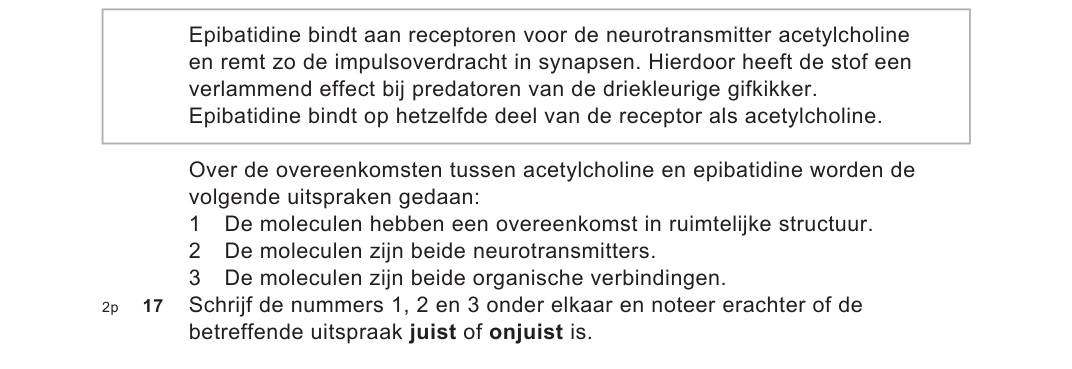 Epibatidine bindt aan receptoren voor de neurotransmitter acetylcholine
en remt zo de impulsoverdracht in synapsen. Hierdoor heeft de stof een
verlammend effect bij predatoren van de driekleurige gifkikker.
Epibatidine bindt op hetzelfde deel van de receptor als acetylcholine.
Over de overeenkomsten tussen acetylcholine en epibatidine worden de
volgende uitspraken gedaan:
1 De moleculen hebben een overeenkomst in ruimtelijke structuur.
2 De moleculen zijn beide neurotransmitters.
3 De moleculen zijn beide organische verbindingen.
2p 17 Schrijf de nummers 1, 2 en 3 onder elkaar en noteer erachter of de
betreffende uitspraak juist of onjuist is.